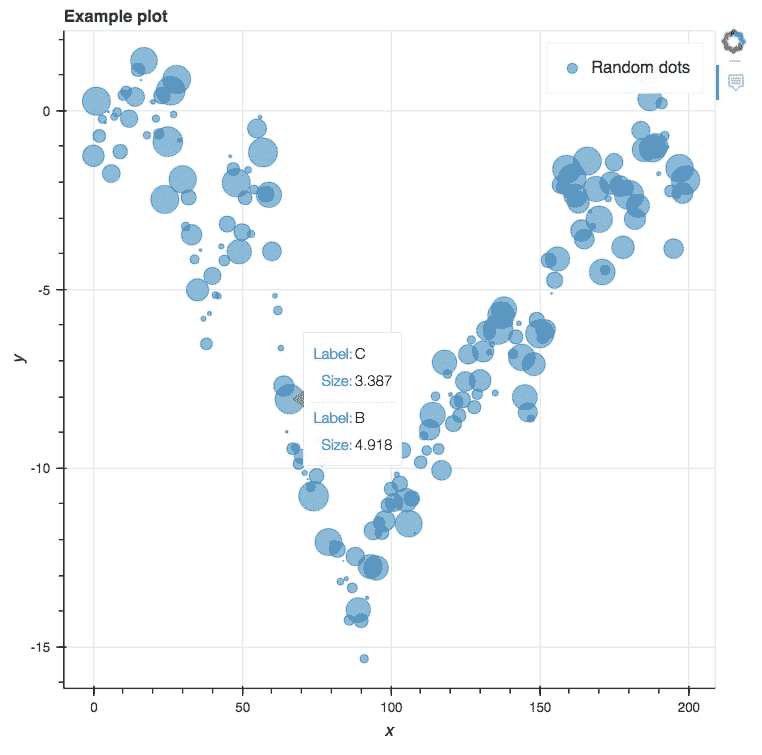 Example plot
Random dots
0
-5
Label: C
Size: 3.387
Label: B
Size: 4.918
y
-10
-15
0 50 100 150 200
x